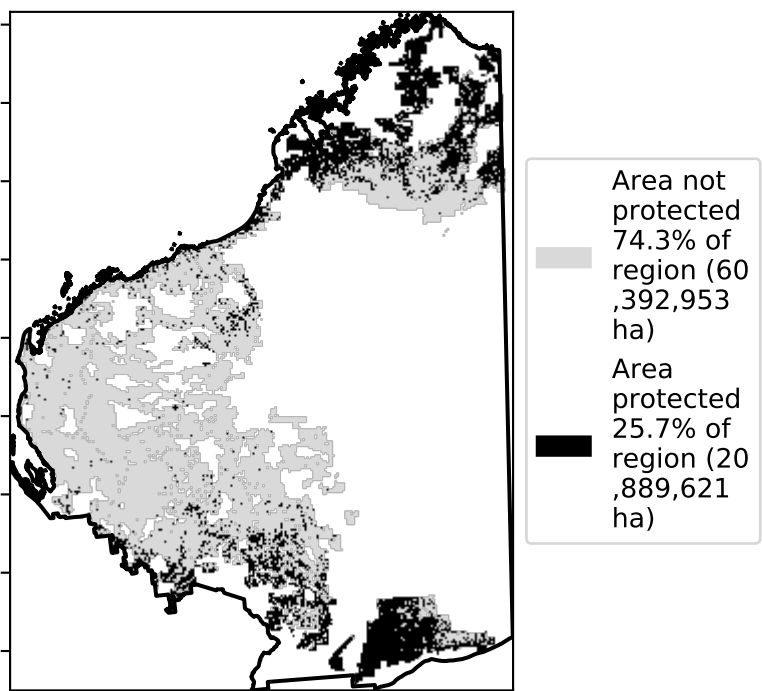 Area not
protected
74.3% of
region (60
,392,953
ha)
Area
protected
25.7% of
region (20
,889,621
ha)